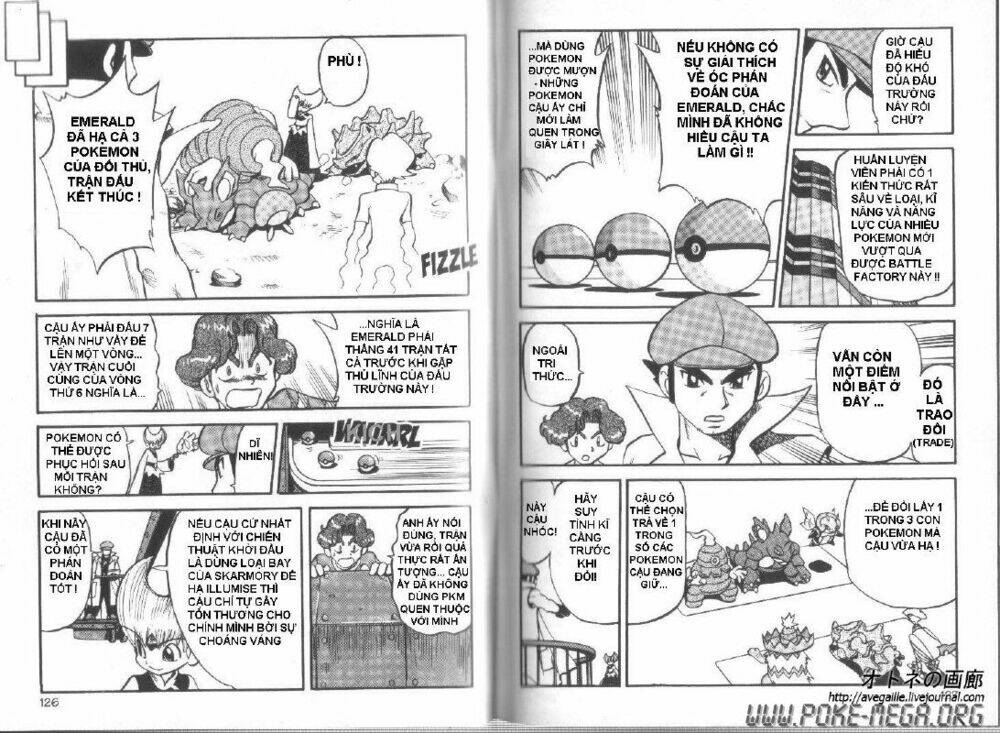 PHÙ !
EMERALD
ĐÃ HẠ CẢ 3
POKEMON
CỦA ĐỐI THỦ,
TRẬN ĐẤU
KẾT THÚC !
FIZZLE
CẬU ẤY PHẢI ĐẤU 7
TRẬN NHƯ VẬY ĐỂ
LÊN MỘT VÒNG...
VẬY TRẬN CUỐI
CÙNG CỦA VÒNG
THỨ 6 NGHĨA LÀ...
...NGHĨA LÀ
EMERALD PHẢI
THẮNG 41 TRẬN TẤT
CẢ TRƯỚC KHI GẶP
THỦ LĨNH CỦA ĐẤU
TRƯỜNG NÀY !
POKEMON CÓ
THỂ ĐƯỢC
PHỤC HỒI SAU
MỖI TRẬN
KHÔNG?
DĨ
NHIÊN!
KHI NÃY
CẬU ĐÃ
CÓ MỘT
PHÁN
ĐOÁN
TỐT !
NẾU CẬU CỨ NHẤT
ĐỊNH VỚI CHIẾN
THUẬT KHỞI ĐẦU
LÀ DÙNG LOẠI BAY
CỦA SKARMORY ĐỂ
HẠ ILLUMISE THÌ
CẬU CHỈ TỰ GÂY
TỔN THƯƠNG CHO
CHÍNH MÌNH BỞI SỰ
CHOÁNG VÁNG
ANH ẤY NÓI
ĐÚNG, TRẬN
VỪA RỒI QUẢ
THỰC RẤT ẤN
TƯỢNG... CẬU
ẤY ĐÃ KHÔNG
DÙNG PKM
QUEN THUỘC
VỚI MÌNH
126
...MÀ DÙNG
POKEMON
ĐƯỢC MƯỢN
- NHỮNG
POKEMON
CẬU ẤY CHỈ
MỚI LÀM
QUEN TRONG
GIÂY LÁT !
NẾU KHÔNG CÓ
SỰ GIẢI THÍCH
VỀ ÓC PHÁN
ĐOÁN CỦA
EMERALD, CHẮC
MÌNH ĐÃ KHÔNG
HIỂU CẬU TA
LÀM GÌ !!
GIỜ CẬU
ĐÃ HIỂU
ĐỘ KHÓ
CỦA ĐẤU
TRƯỜNG
NÀY RỒI
CHỨ?
HUẤN LUYỆN
VIÊN PHẢI CÓ 1
KIẾN THỨC RẤT
SÂU VỀ LOẠI, KĨ
NĂNG VÀ NĂNG
LỰC CỦA NHIỀU
POKEMON MỚI
VƯỢT QUA
ĐƯỢC BATTLE
FACTORY NÀY !!
NGOÀI
TRI
THỨC...
VẪN CÒN
MỘT ĐIỂM
NỔI BẬT Ở
ĐÂY ...
ĐÓ
LÀ
TRAO
ĐỔI
(TRADE)
NÀY
CẬU
NHÓC!
HÃY
SUY
TÍNH KĨ
CÀNG
TRƯỚC
KHI
ĐỔI!
CẬU CÓ
THỂ CHỌN
TRẢ VỀ 1
TRONG
SỐ CÁC
POKEMON
CẬU ĐANG
GIỮ...
...ĐỂ ĐỔI LẤY 1
TRONG 3 CON
POKEMON MÀ
CẬU VỪA HẠ !
オトネの画廊
http://avegaille.livejournal.com
WWW.POKE-MEGA.ORG